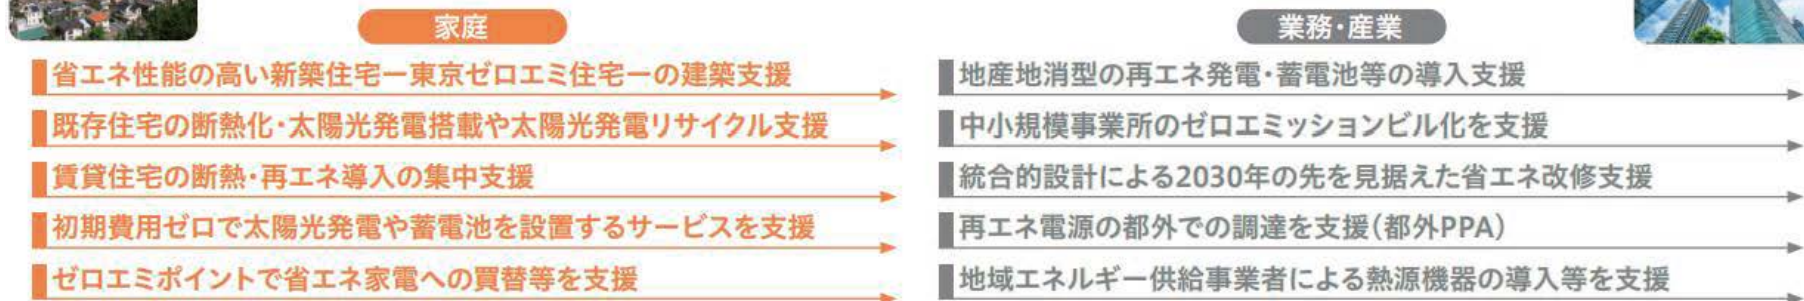 家庭
省エネ性能の高い新築住宅ー東京ゼロエミ住宅ーの建築支援
既存住宅の断熱化・太陽光発電搭載や太陽光発電リサイクル支援
賃貸住宅の断熱・再エネ導入の集中支援
初期費用ゼロで太陽光発電や蓄電池を設置するサービスを支援
ゼロエミポイントで省エネ家電への買替等を支援
業務・産業
地産地消型の再エネ発電・蓄電池等の導入支援
中小規模事業所のゼロエミッションビル化を支援
統合的設計による2030年の先を見据えた省エネ改修支援
再エネ電源の都外での調達を支援（都外PPA）
地域エネルギー供給事業者による熱源機器の導入等を支援